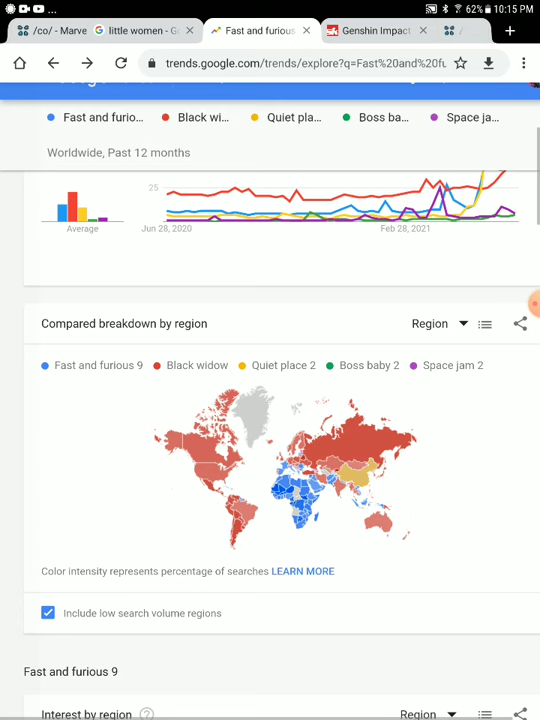 62% 10:15 PM
/co/ - Marve
little women - G
Fast and furious
Genshin Impact
/
trends.google.com/trends/explore?q=Fast%20and%20fu
Fast and furio... Black wi... Quiet pla... Boss ba... Space ja...
Worldwide, Past 12 months
25
Average Jun 28, 2020 Feb 28, 2021
Compared breakdown by region Region
Fast and furious 9 Black widow Quiet place 2 Boss baby 2 Space jam 2
Color intensity represents percentage of searches LEARN MORE
Include low search volume regions
Fast and furious 9
Interest by region ? Region